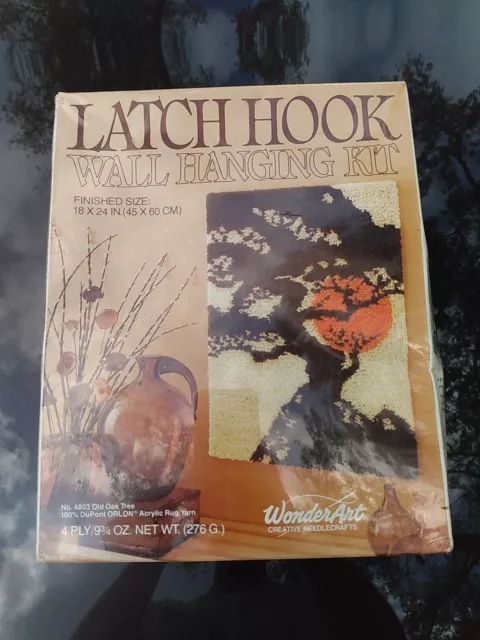 LATCH HOOK
WALL HANGING KIT
FINISHED SIZE:
18 X 24 IN.(45 X 60 CM)
No. 4603 Old Oak Tree
100% DuPont ORLON® Acrylic Rug Yarn
4 PLY/9¾ OZ. NET WT. (276 G.)
WonderArt
CREATIVE NEEDLECRAFTS